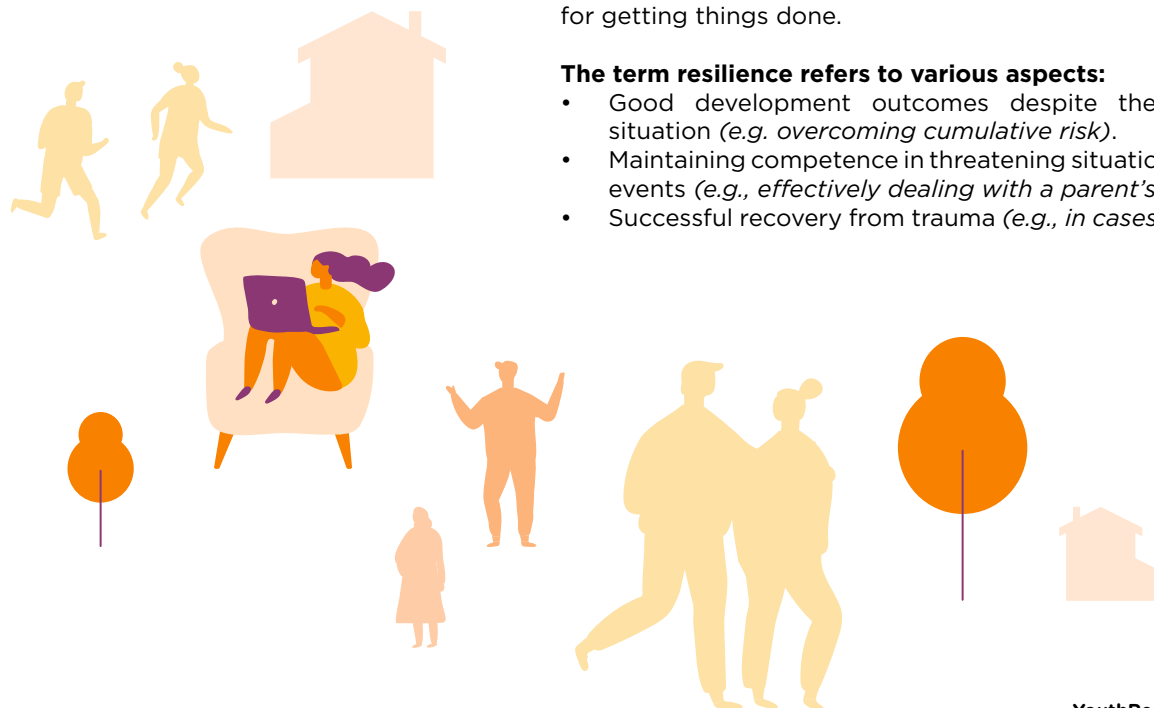 for getting things done.
The term resilience refers to various aspects:
• Good development outcomes despite the
situation (e.g. overcoming cumulative risk).
• Maintaining competence in threatening
events (e.g., effectively dealing with a parent's
• Successful recovery from trauma (e.g., in cases